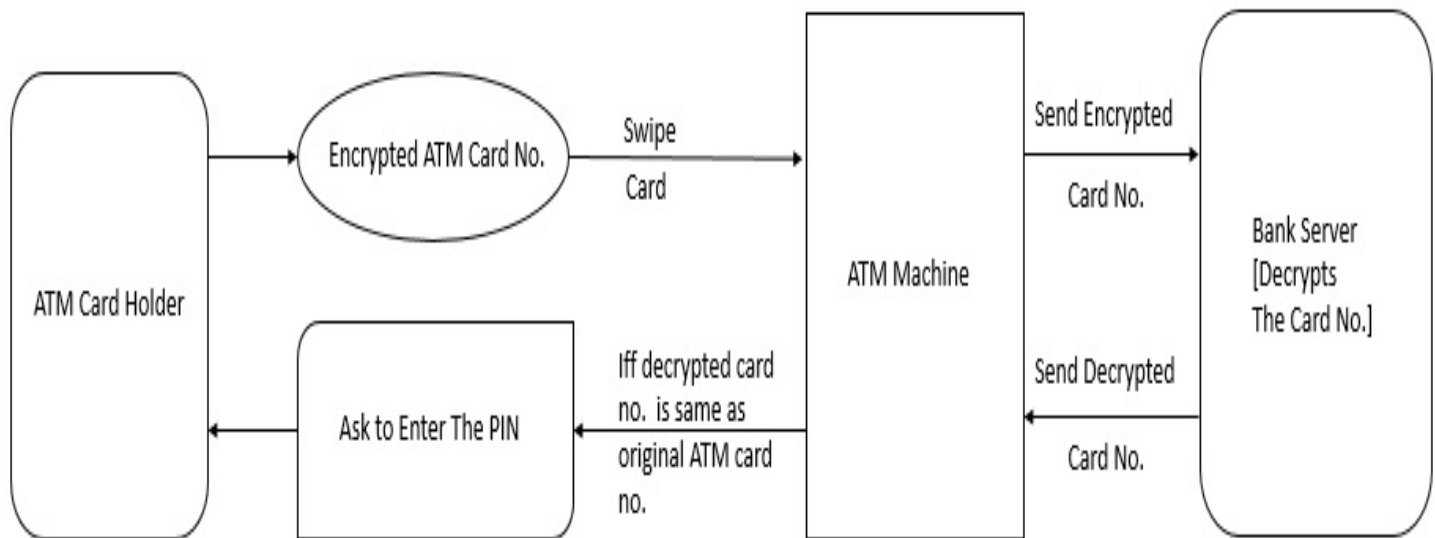 ATM Card Holder
Encrypted ATM Card No.
Swipe
Card
ATM Machine
Send Encrypted
Card No.
Bank Server
[Decrypts
The Card No.]
Send Decrypted
Card No.
Iff decrypted card
no. is same as
original ATM card
no.
Ask to Enter The PIN